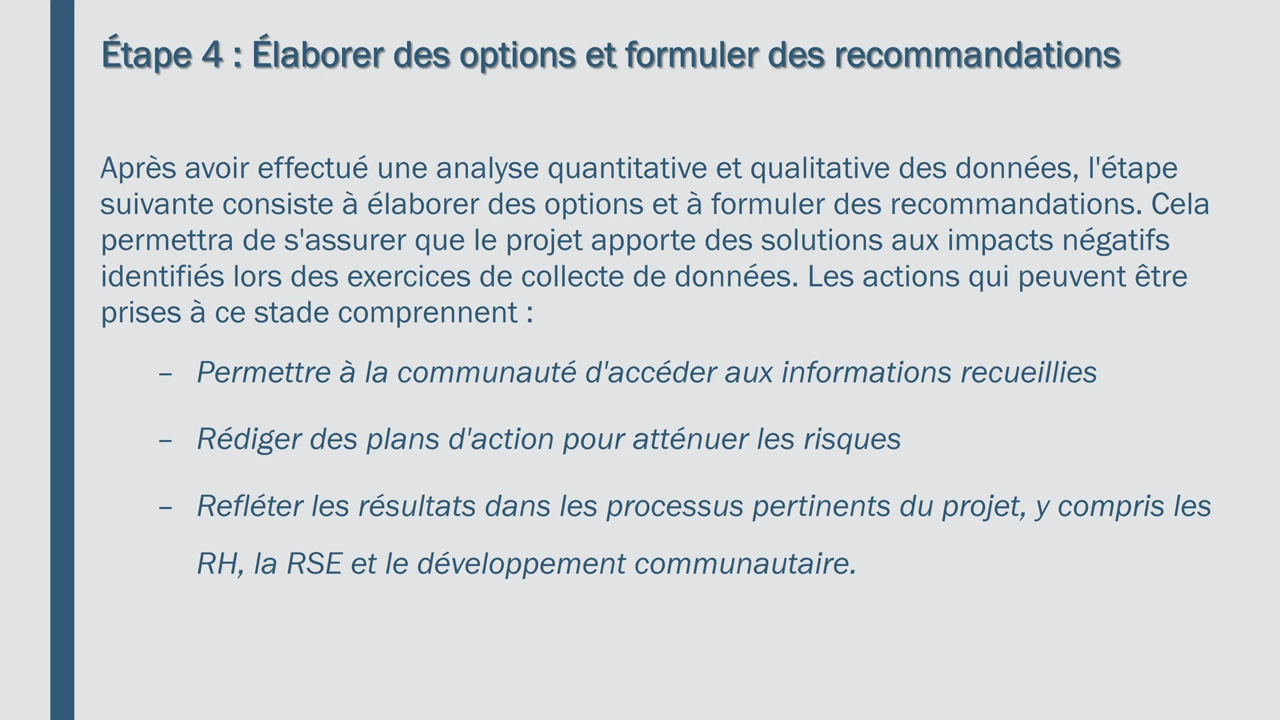 Étape 4 : Élaborer des options et formuler des recommandations
Après avoir effectué une analyse quantitative et qualitative des données, l'étape
suivante consiste à élaborer des options et à formuler des recommandations. Cela
permettra de s'assurer que le projet apporte des solutions aux impacts négatifs
identifiés lors des exercices de collecte de données. Les actions qui peuvent être
prises à ce stade comprennent :
– Permettre à la communauté d'accéder aux informations recueillies
– Rédiger des plans d'action pour atténuer les risques
– Refléter les résultats dans les processus pertinents du projet, y compris les
RH, la RSE et le développement communautaire.